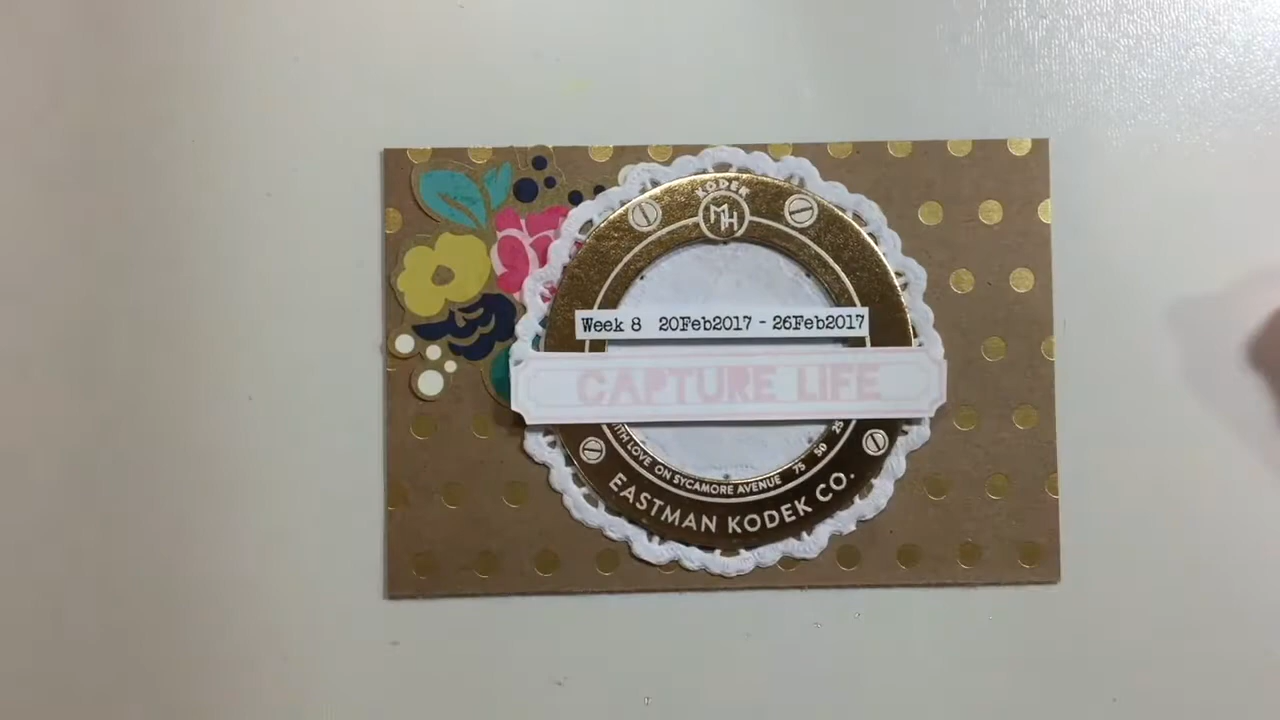 KODEK
MH
Week 8 20Feb2017 - 26Feb2017
CAPTURE LIFE
WITH LOVE ON SYCAMORE AVENUE 75 50 25
EASTMAN KODEK CO.